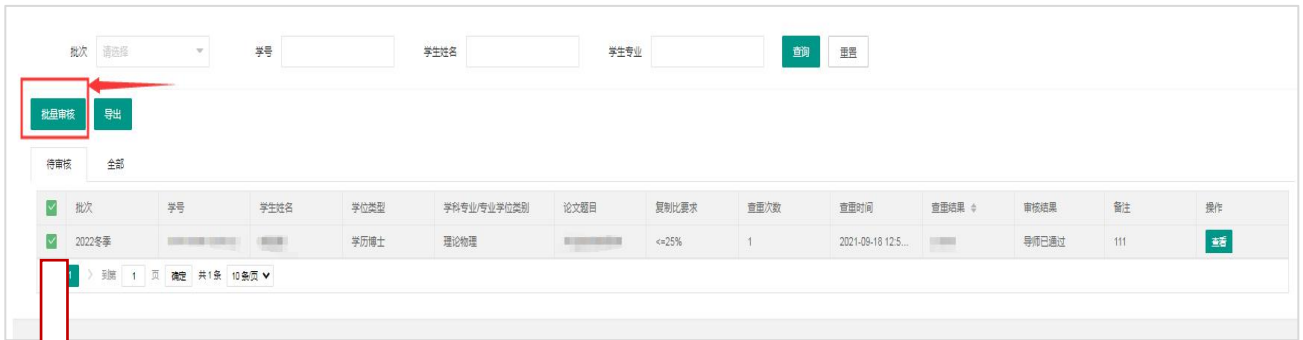 批次 请选择 学号 学生姓名 学生专业 查询 重置
批量审核 导出
待审核 全部
批次 学号 学生姓名 学位类型 学科专业/专业学位类别 论文题目 复制比要求 查重次数 查重时间 查重结果 审核结果 备注 操作
2022冬季 学历博士 理论物理 <=25% 1 2021-09-18 12:5... 导师已通过 111 查看
1 到第 1 页 确定 共1条 10条/页